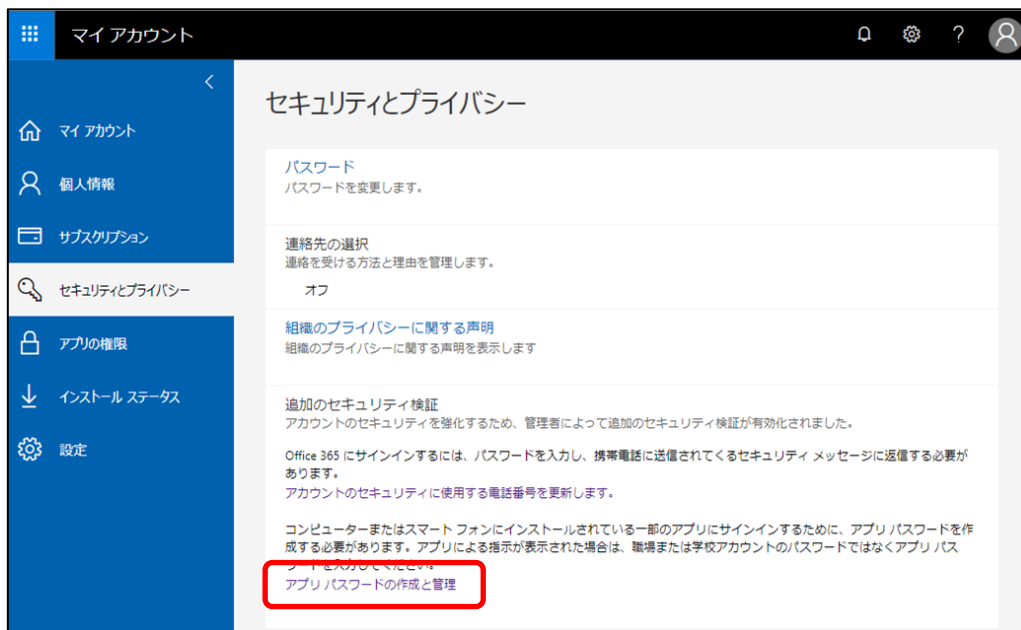 マイ アカウント
?
セキュリティとプライバシー
マイ アカウント
個人情報
サブスクリプション
セキュリティとプライバシー
アプリの権限
インストール ステータス
設定
パスワード
パスワードを変更します。
連絡先の選択
連絡を受ける方法と理由を管理します。
オフ
組織のプライバシーに関する声明
組織のプライバシーに関する声明を表示します
追加のセキュリティ検証
アカウントのセキュリティを強化するため、管理者によって追加のセキュリティ検証が有効化されました。
Office 365 にサインインするには、パスワードを入力し、携帯電話に送信されてくるセキュリティ メッセージに返信する必要が
あります。
アカウントのセキュリティに使用する電話番号を更新します。
コンピューターまたはスマート フォンにインストールされている一部のアプリにサインインするために、アプリ パスワードを作
成する必要があります。アプリによる指示が表示された場合は、職場または学校アカウントのパスワードではなくアプリ パス
ワードを入力してください。
アプリ パスワードの作成と管理